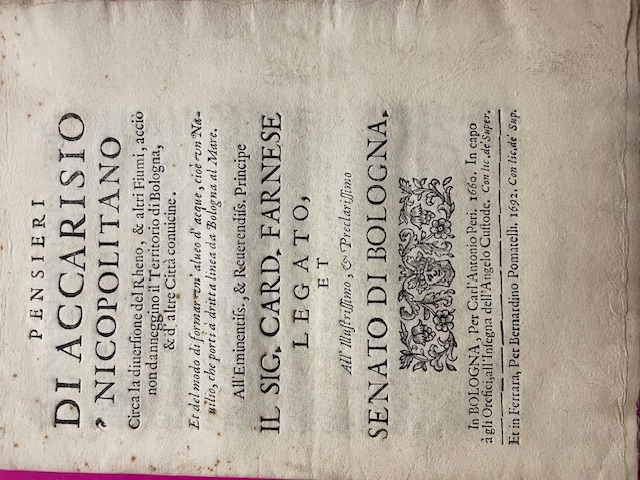 PENSIERI
DI ACCARISIO
NICOPOLITANO
Circa la diuersione del Rheno, & altri Fiumi, acciò
non danneggino il Territorio di Bologna,
& d'altre Città conuicine.
Et del modo di formar vn' alueo d' acque, cioè vn Na-
uilio, che porti à dritta linea da Bologna al Mare.
All' Eminentiss., & Reuerendiss. Principe
IL SIG. CARD. FARNESE
LEGATO,
ET
All' Illustrissimo, & Preclarissimo
SENATO DI BOLOGNA.
In BOLOGNA, Per Carl'Antonio Peri, 1660. In capo
à gli Orefici, all'Insegna dell'Angelo Custode. Con lic. de' Super.
Et in Ferrara, Per Bernardino Pomatelli. 1692. Con lic. de' Sup.